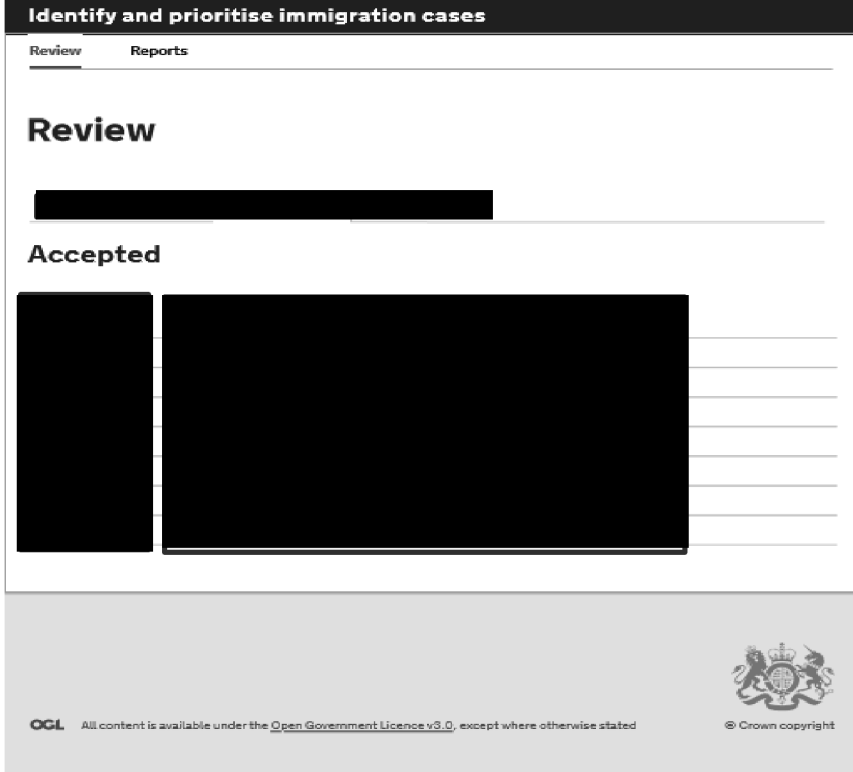 Identify and prioritise immigration cases
Review Reports
Review
Accepted
OGL All content is available under the Open Government Licence v3.0, except where otherwise stated
© Crown copyright